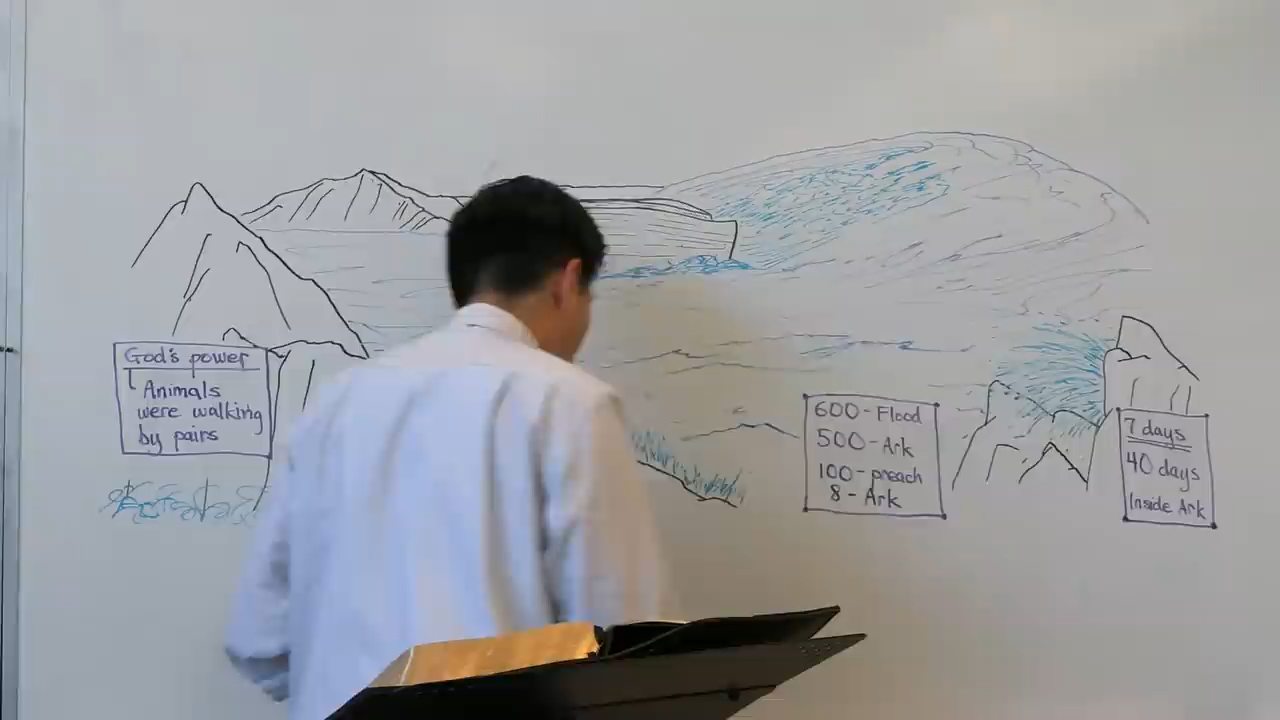 God's power
Animals
were walking
by pairs
600-Flood
500-Ark
100-preach
8-Ark
7 days
40 days
Inside Ark